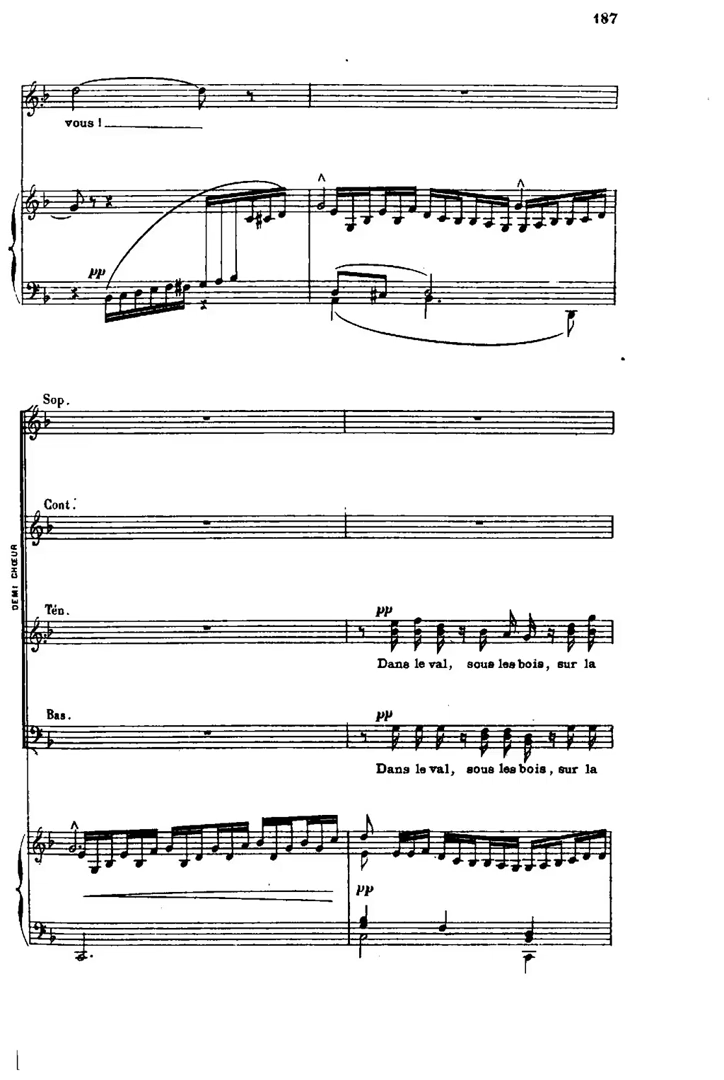 187
vous !
pp
Sop.
Cont.
DEMI CHŒUR
Tén.
pp
Dans le val, sous les bois, sur la
Bas.
pp
Dans le val, sous les bois, sur la
pp